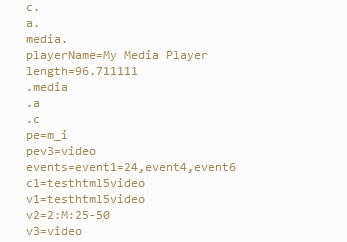 c.
a.
media.
playerName=My Media Player
length=96.711111
.media
.a
.c
pe=m_i
pev3=video
events=event1=24,event4,event6
c1=testhtml5video
v1=testhtml5video
v2=2:M:25-50
v3=video